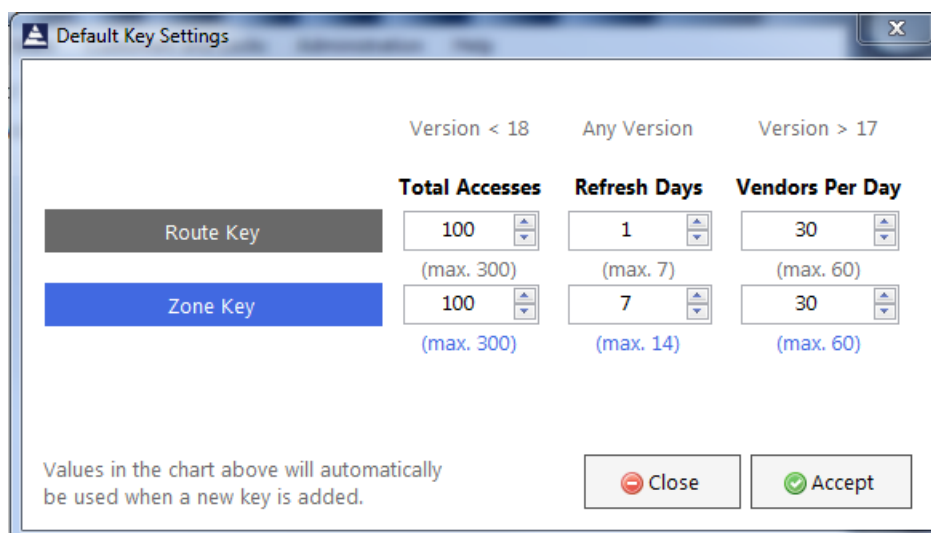 Default Key Settings
Administration Help
Version < 18 Any Version Version > 17
Total Accesses Refresh Days Vendors Per Day
Route Key 100 1 30
(max. 300) (max. 7) (max. 60)
Zone Key 100 7 30
(max. 300) (max. 14) (max. 60)
Values in the chart above will automatically
be used when a new key is added.
Close Accept